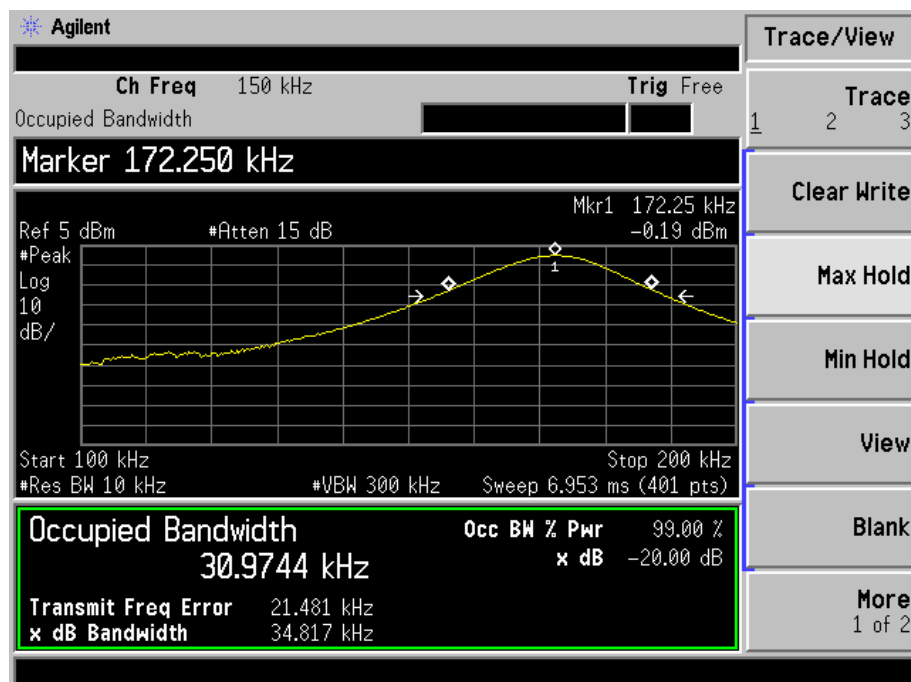 Agilent
Trace/View
Ch Freq 150 kHz Trig Free
Occupied Bandwidth
Trace
1 2 3
Marker 172.250 kHz
Clear Write
Mkr1 172.25 kHz
Ref 5 dBm #Atten 15 dB -0.19 dBm
#Peak
Log
10
dB/
1
Max Hold
Min Hold
View
Start 100 kHz Stop 200 kHz
#Res BW 10 kHz #VBW 300 kHz Sweep 6.953 ms (401 pts)
Occupied Bandwidth Occ BW % Pwr 99.00 %
30.9744 kHz x dB -20.00 dB
Blank
Transmit Freq Error 21.481 kHz
x dB Bandwidth 34.817 kHz
More
1 of 2